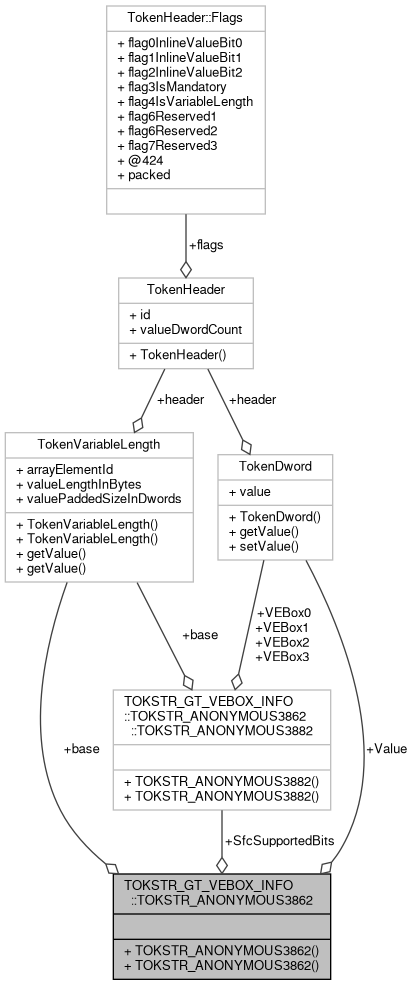 TokenHeader::Flags
+ flag0InlineValueBit0
+ flag1InlineValueBit1
+ flag2InlineValueBit2
+ flag3IsMandatory
+ flag4IsVariableLength
+ flag6Reserved1
+ flag6Reserved2
+ flag7Reserved3
+ @424
+ packed
+flags
TokenHeader
+ id
+ valueDwordCount
+ TokenHeader()
+header
+header
TokenVariableLength
+ arrayElementId
+ valueLengthInBytes
+ valuePaddedSizeInDwords
+ TokenVariableLength()
+ TokenVariableLength()
+ getValue()
+ getValue()
TokenDword
+ value
+ TokenDword()
+ getValue()
+ setValue()
+base
+VEBox0
+VEBox1
+VEBox2
+VEBox3
TOKSTR_GT_VEBOX_INFO
::TOKSTR_ANONYMOUS3862
::TOKSTR_ANONYMOUS3882
+ TOKSTR_ANONYMOUS3882()
+ TOKSTR_ANONYMOUS3882()
+base
+Value
+SfcSupportedBits
TOKSTR_GT_VEBOX_INFO
::TOKSTR_ANONYMOUS3862
+ TOKSTR_ANONYMOUS3862()
+ TOKSTR_ANONYMOUS3862()